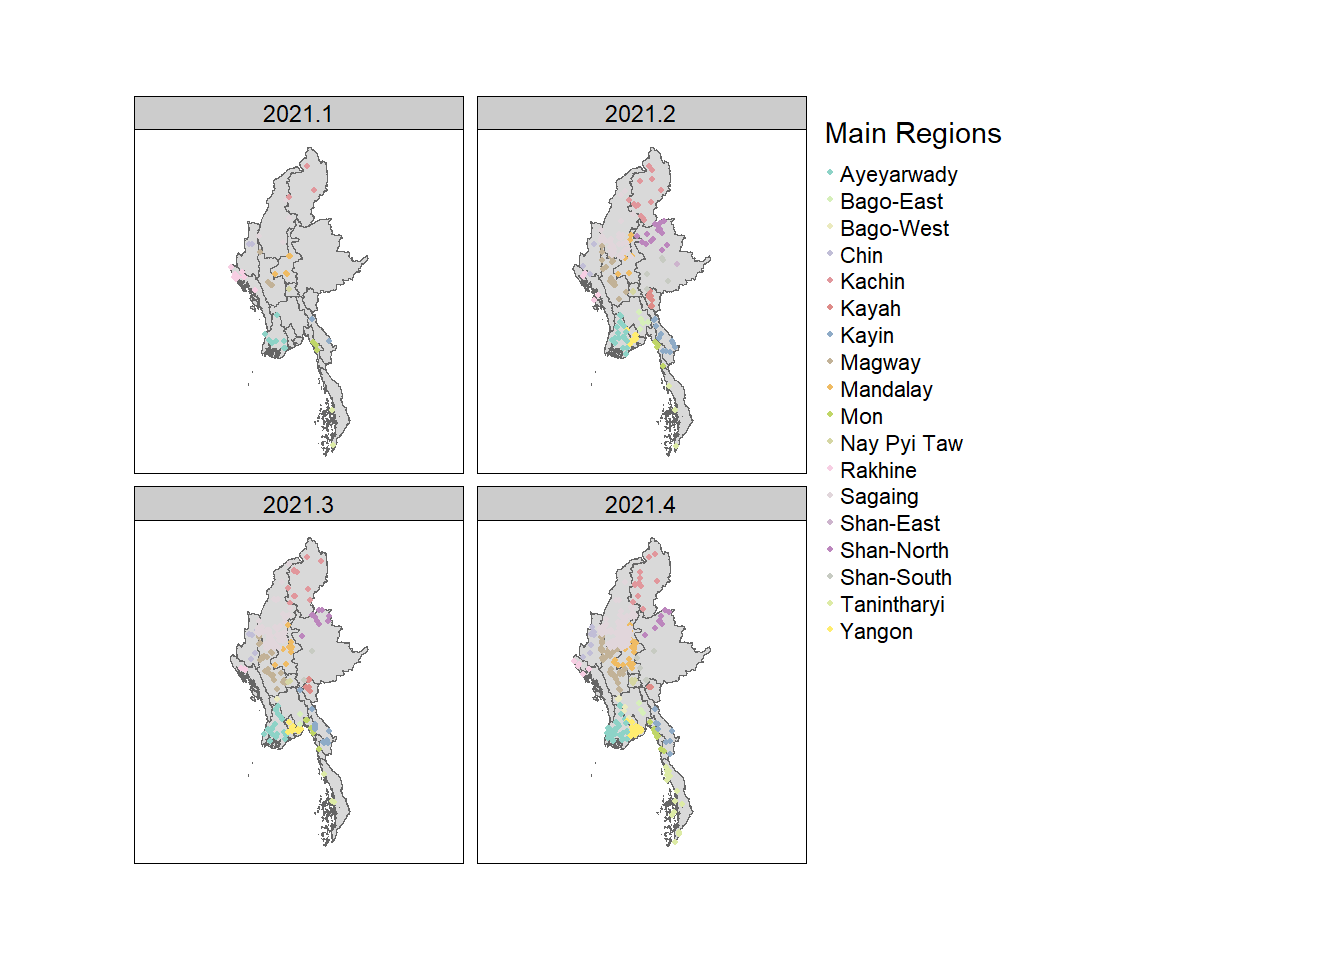 2021.1
2021.2
2021.3
2021.4
Main Regions
Ayeyarwady
Bago-East
Bago-West
Chin
Kachin
Kayah
Kayin
Magway
Mandalay
Mon
Nay Pyi Taw
Rakhine
Sagaing
Shan-East
Shan-North
Shan-South
Tanintharyi
Yangon